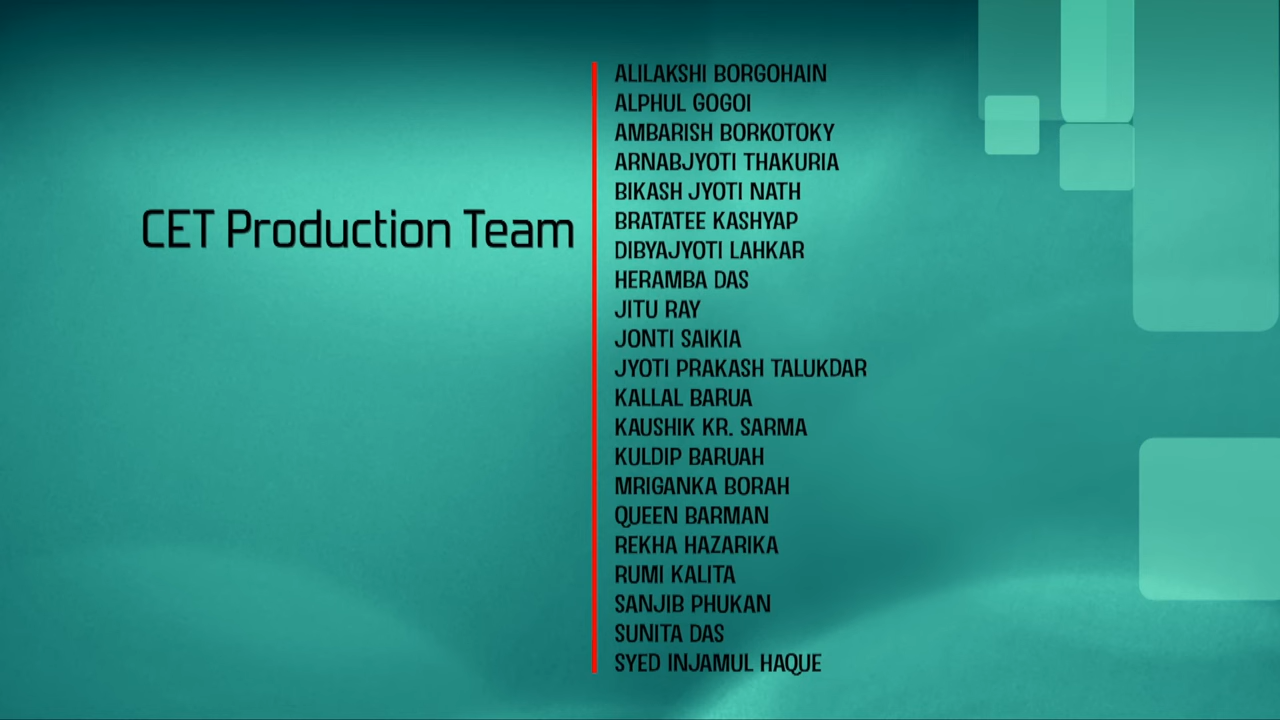 CET Production Team
ALILAKSHI BORGOHAIN
ALPHUL GOGOI
AMBARISH BORKOTOKY
ARNABJYOTI THAKURIA
BIKASH JYOTI NATH
BRATATEE KASHYAP
DIBYAJYOTI LAHKAR
HERAMBA DAS
JITU RAY
JONTI SAIKIA
JYOTI PRAKASH TALUKDAR
KALLAL BARUA
KAUSHIK KR. SARMA
KULDIP BARUAH
MRIGANKA BORAH
QUEEN BARMAN
REKHA HAZARIKA
RUMI KALITA
SANJIB PHUKAN
SUNITA DAS
SYED INJAMUL HAQUE